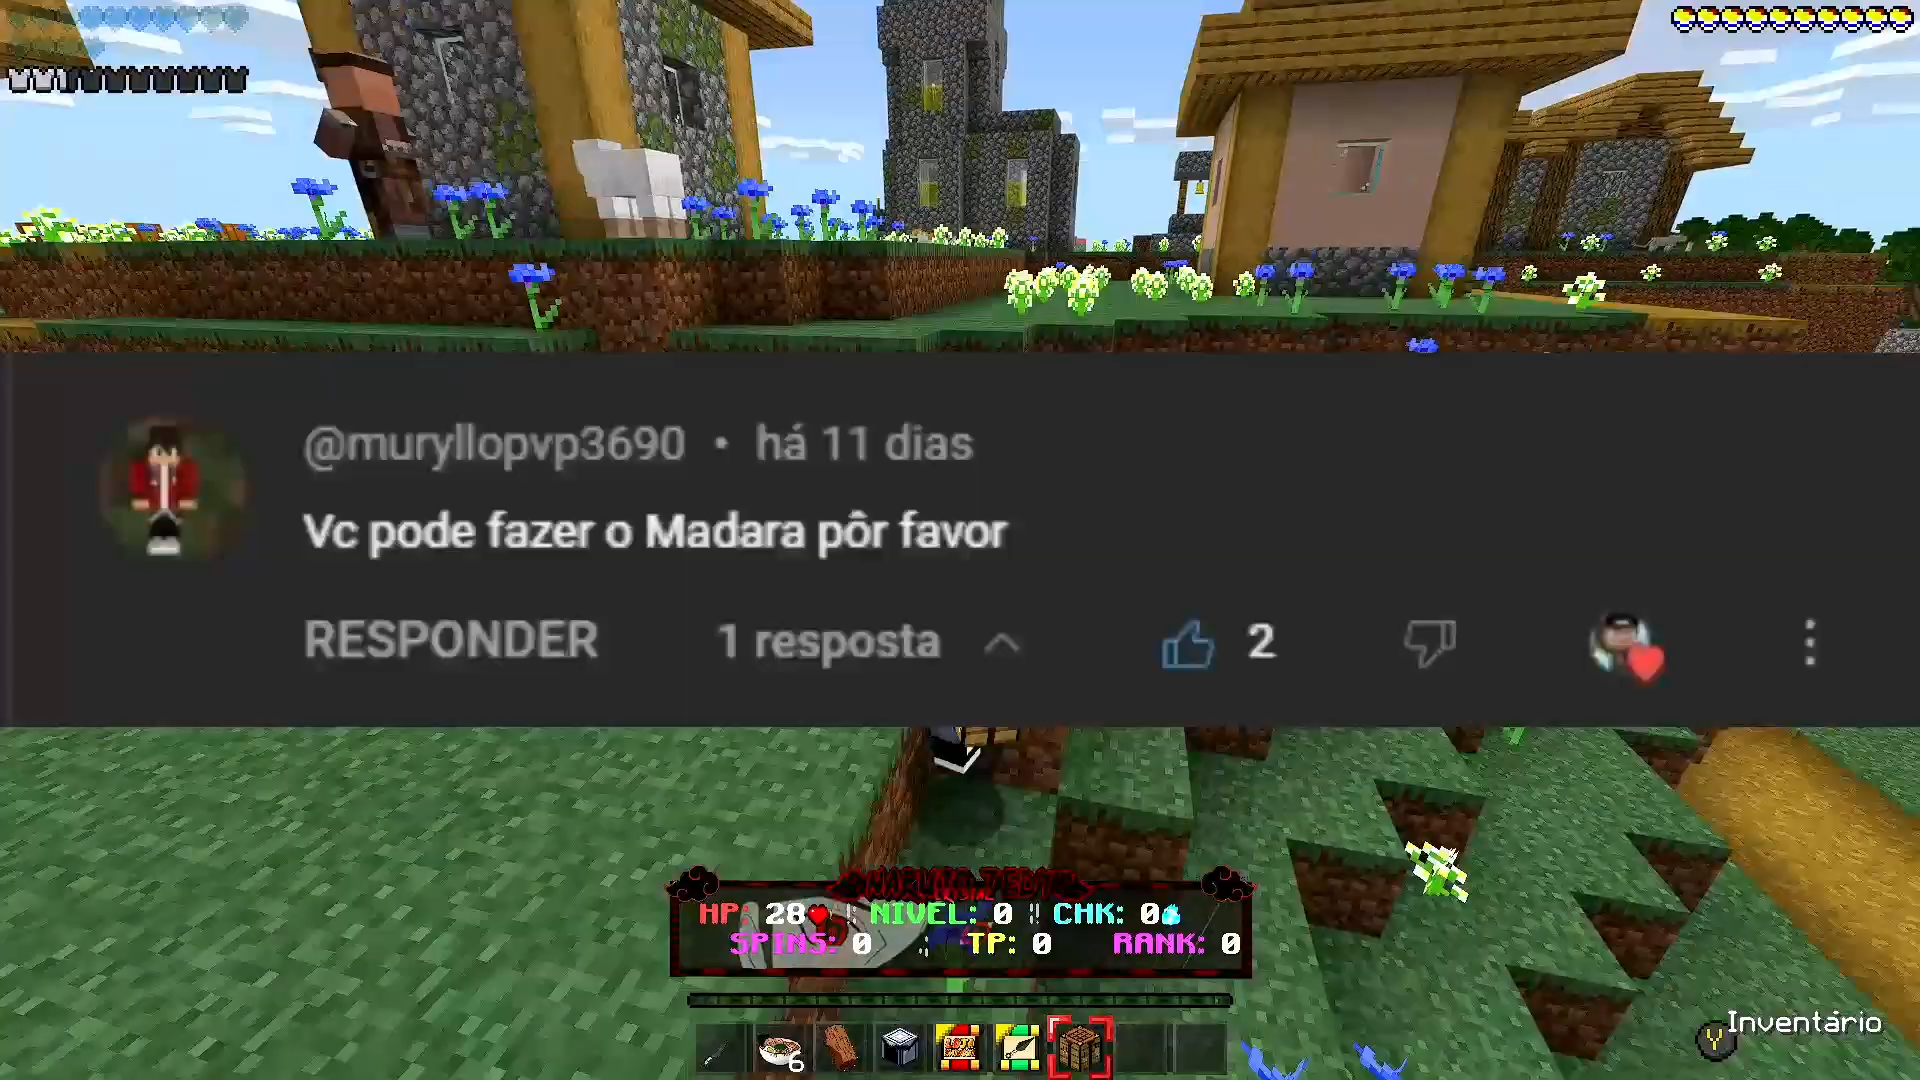 @muryllopvp3690 • há 11 dias
Vc pode fazer o Madara pôr favor
RESPONDER 1 resposta 2
HP: 28 NIVEL: 0 CHK: 0
SPINS: 0 TP: 0 RANK: 0
6
Inventário
Y